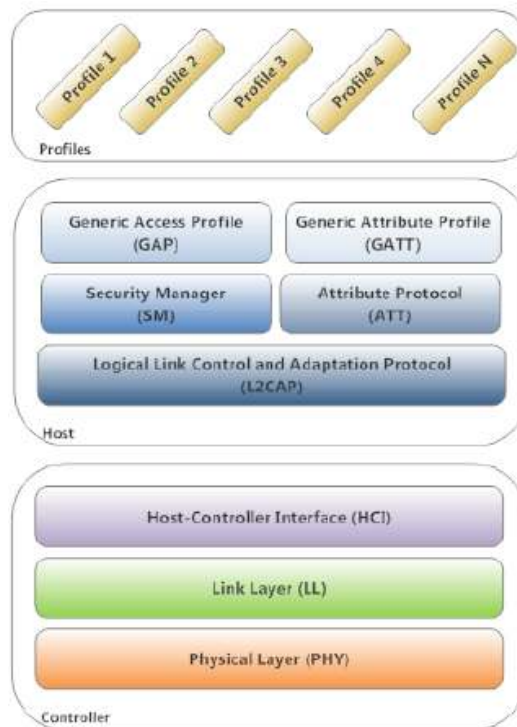 Profile 1
Profile 2
Profile 3
Profile 4
Profile N
Profiles
Generic Access Profile
(GAP)
Generic Attribute Profile
(GATT)
Security Manager
(SM)
Attribute Protocol
(ATT)
Logical Link Control and Adaptation Protocol
(L2CAP)
Host
Host-Controller Interface (HCI)
Link Layer (LL)
Physical Layer (PHY)
Controller